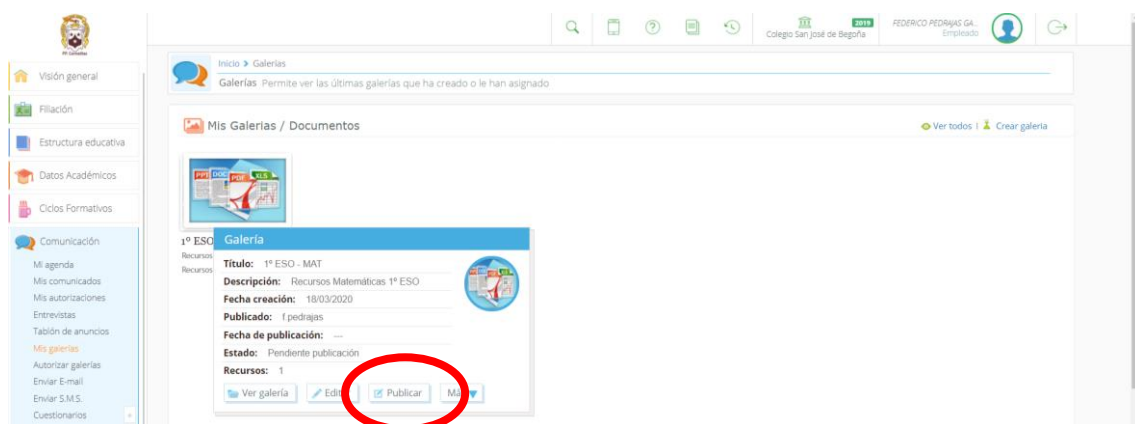 2019
Colegio San José de Begoña
FEDERICO PEDRAJAS GA...
Empleado
Visión general
Filiación
Estructura educativa
Datos Académicos
Ciclos Formativos
Comunicación
Mi agenda
Mis comunicados
Mis autorizaciones
Entrevistas
Tablón de anuncios
Mis galerías
Autorizar galerías
Enviar E-mail
Enviar S.M.S.
Cuestionarios
Inicio > Galerías
Galerías Permite ver las últimas galerías que ha creado o le han asignado
Mis Galerias / Documentos
Ver todos | Crear galería
PPT DOC PDF XLS
1º ESO
Recursos
Recursos
Galería
Título: 1º ESO - MAT
Descripción: Recursos Matemáticas 1º ESO
Fecha creación: 18/03/2020
Publicado: f.pedrajas
Fecha de publicación: ---
Estado: Pendiente publicación
Recursos: 1
Ver galería
Publicar